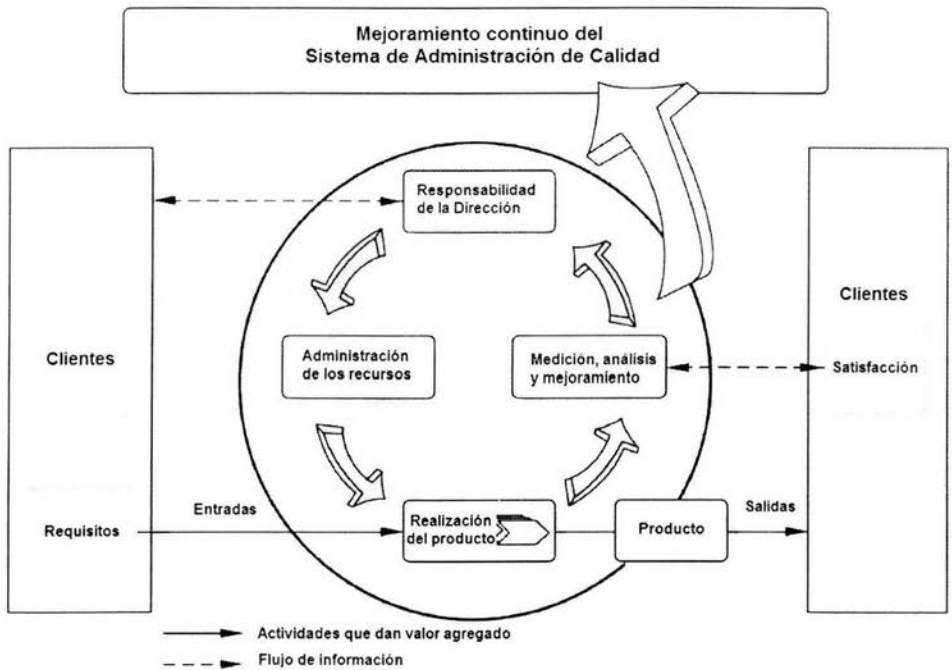 Mejoramiento continuo del
Sistema de Administración de Calidad
Responsabilidad
de la Dirección
Clientes
Administración
de los recursos
Medición, análisis
y mejoramiento
Clientes
Satisfacción
Requisitos
Entradas
Realización
del producto
Producto
Salidas
Actividades que dan valor agregado
Flujo de información